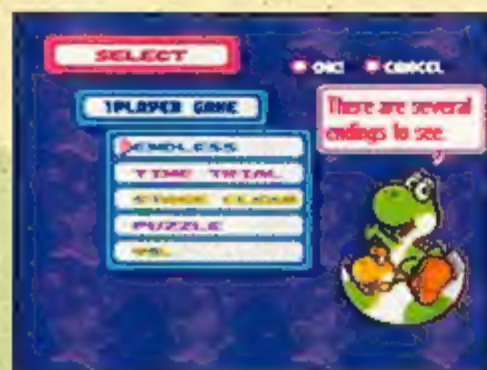 SELECT
OK! CANCEL
1PLAYER GAME
There are several
endings to see.
ENDLESS
TIME TRIAL
STAGE CLEAR
PUZZLE
VS.